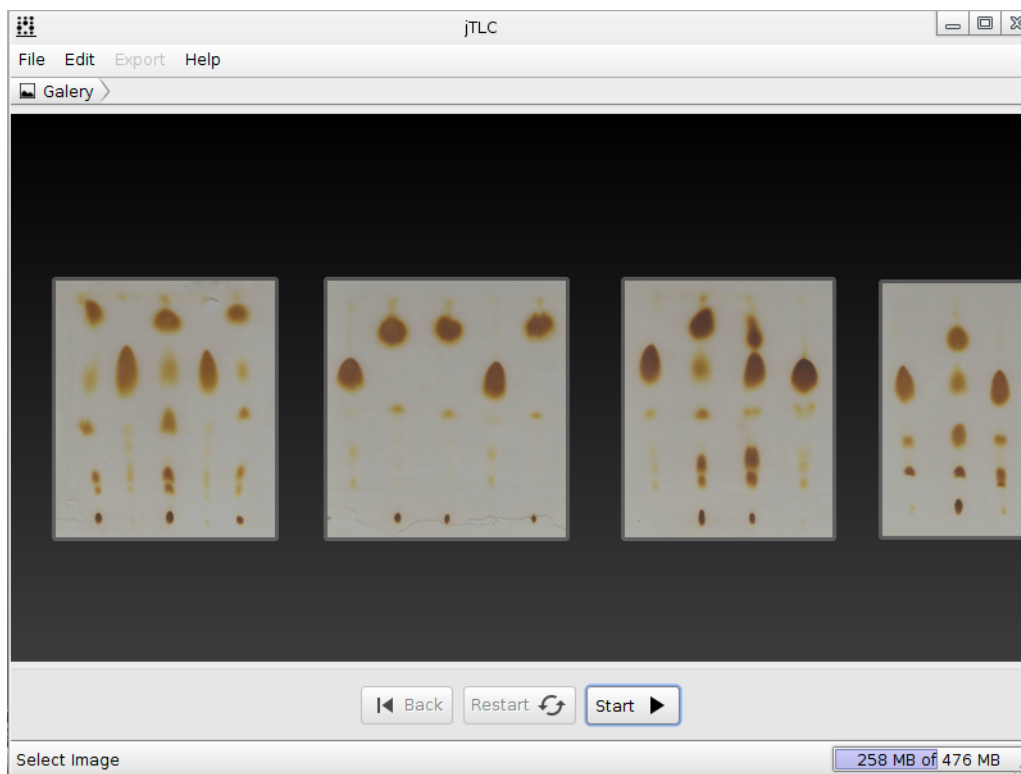 jTLC
File Edit Export Help
Galery
Back Restart Start
Select Image 258 MB of 476 MB